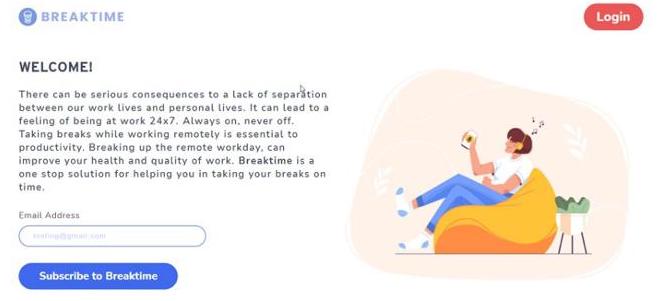 BREAKTIME
Login
WELCOME!
There can be serious consequences to a lack of separation
between our work lives and personal lives. It can lead to a
feeling of being at work 24x7. Always on, never off.
Taking breaks while working remotely is essential to
productivity. Breaking up the remote workday, can
improve your health and quality of work. Breaktime is a
one stop solution for helping you in taking your breaks on
time.
Email Address
Subscribe to Breaktime